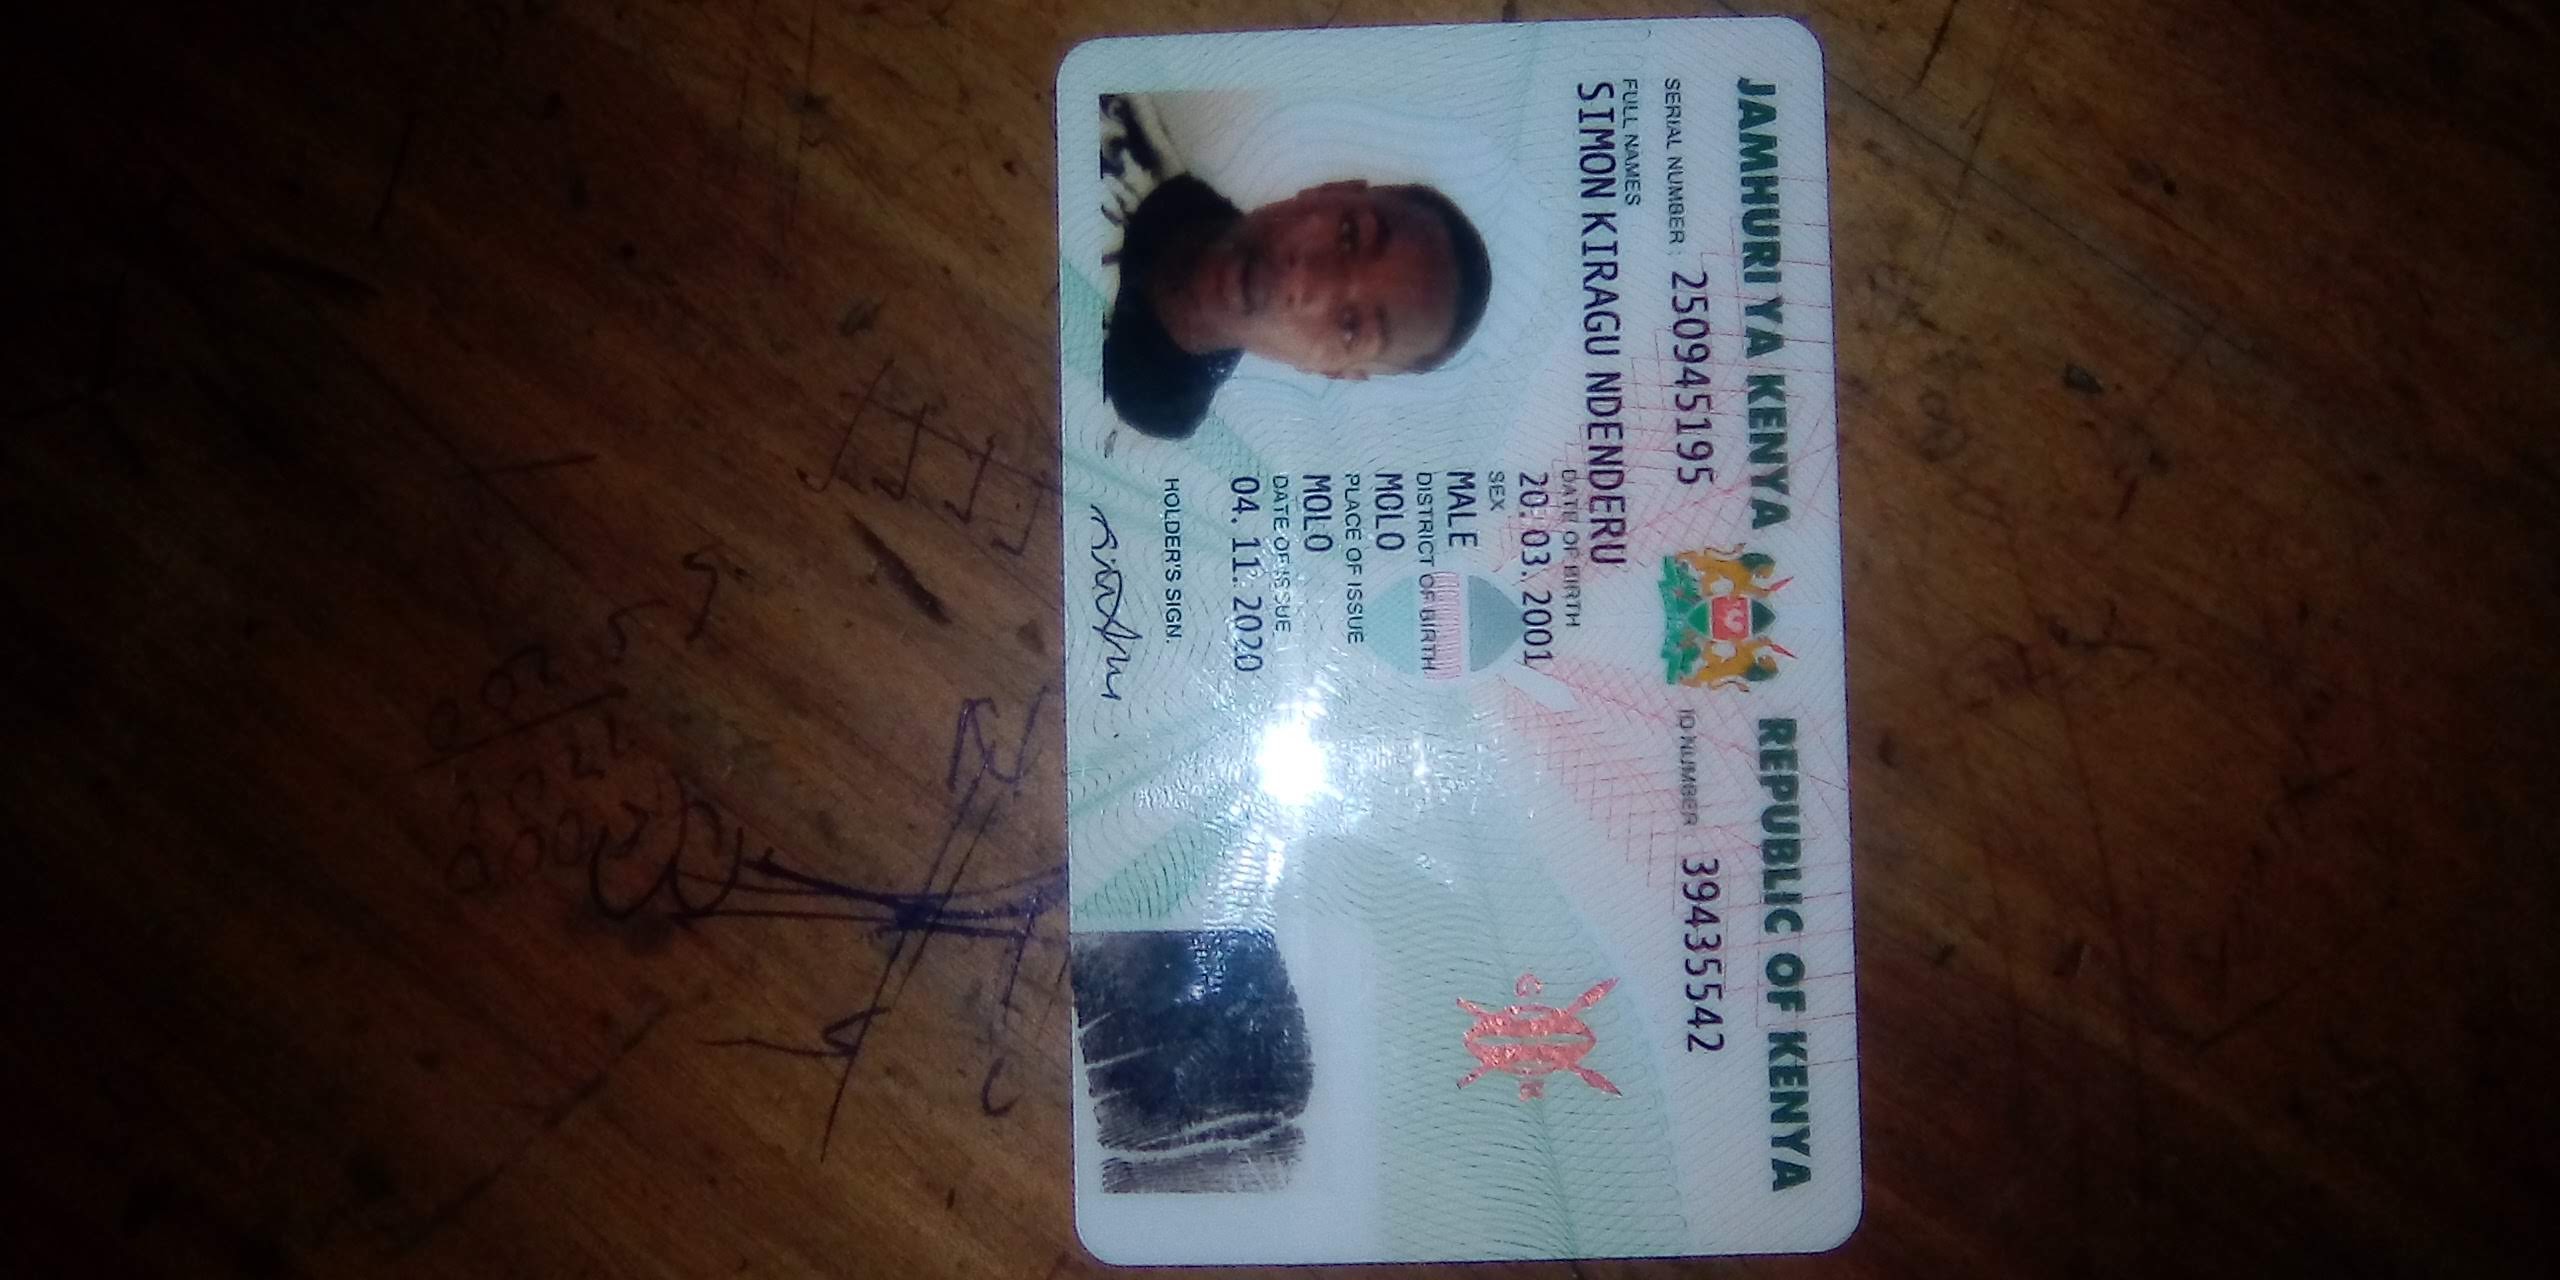 JAMHURI YA KENYA REPUBLIC OF KENYA
SERIAL NUMBER: 250945195 ID NUMBER 39435542
FULL NAMES
SIMON KIRAGU NDENDERU
DATE OF BIRTH
20.03.2001
SEX
MALE
DISTRICT OF BIRTH
MOLO
PLACE OF ISSUE
MOLO
DATE OF ISSUE
04.11.2020
HOLDER'S SIGN.